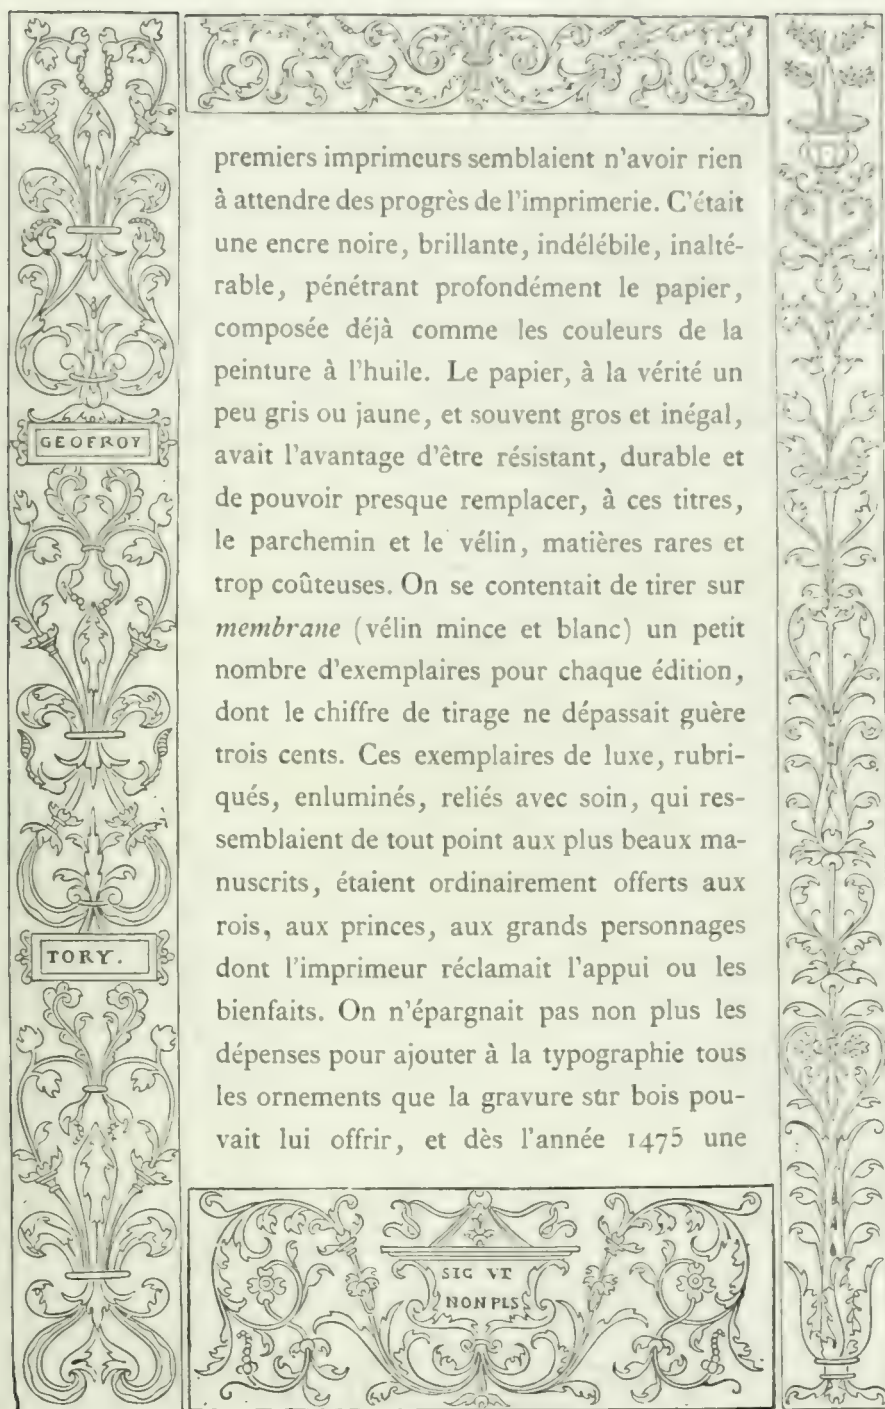 premiers imprimeurs semblaient n'avoir rien
à attendre des progrès de l'imprimerie. C'était
une encre noire, brillante, indélébile, inalté-
rable, pénétrant profondément le papier,
composée déjà comme les couleurs de la
peinture à l'huile. Le papier, à la vérité un
peu gris ou jaune, et souvent gros et inégal,
avait l'avantage d'être résistant, durable et
de pouvoir presque remplacer, à ces titres,
le parchemin et le vélin, matières rares et
trop coûteuses. On se contentait de tirer sur
membrane (vélin mince et blanc) un petit
nombre d'exemplaires pour chaque édition,
dont le chiffre de tirage ne dépassait guère
trois cents. Ces exemplaires de luxe, rubri-
qués, enluminés, reliés avec soin, qui res-
semblaient de tout point aux plus beaux ma-
nuscrits, étaient ordinairement offerts aux
rois, aux princes, aux grands personnages
dont l'imprimeur réclamait l'appui ou les
bienfaits. On n'épargnait pas non plus les
dépenses pour ajouter à la typographie tous
les ornements que la gravure sur bois pou-
vait lui offrir, et dès l'année 1475 une
GEOFROY
TORY.
SIC VT
NON PLS